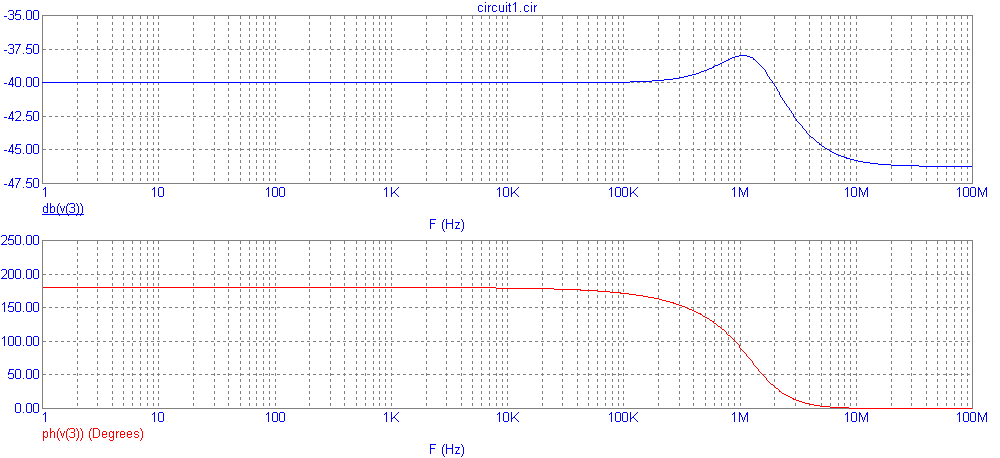 circuit1.cir
-35.00
-37.50
-40.00
-42.50
-45.00
-47.50
1 10 100 1K 10K 100K 1M 10M 100M
db(v(3))
F (Hz)
250.00
200.00
150.00
100.00
50.00
0.00
1 10 100 1K 10K 100K 1M 10M 100M
ph(v(3)) (Degrees)
F (Hz)